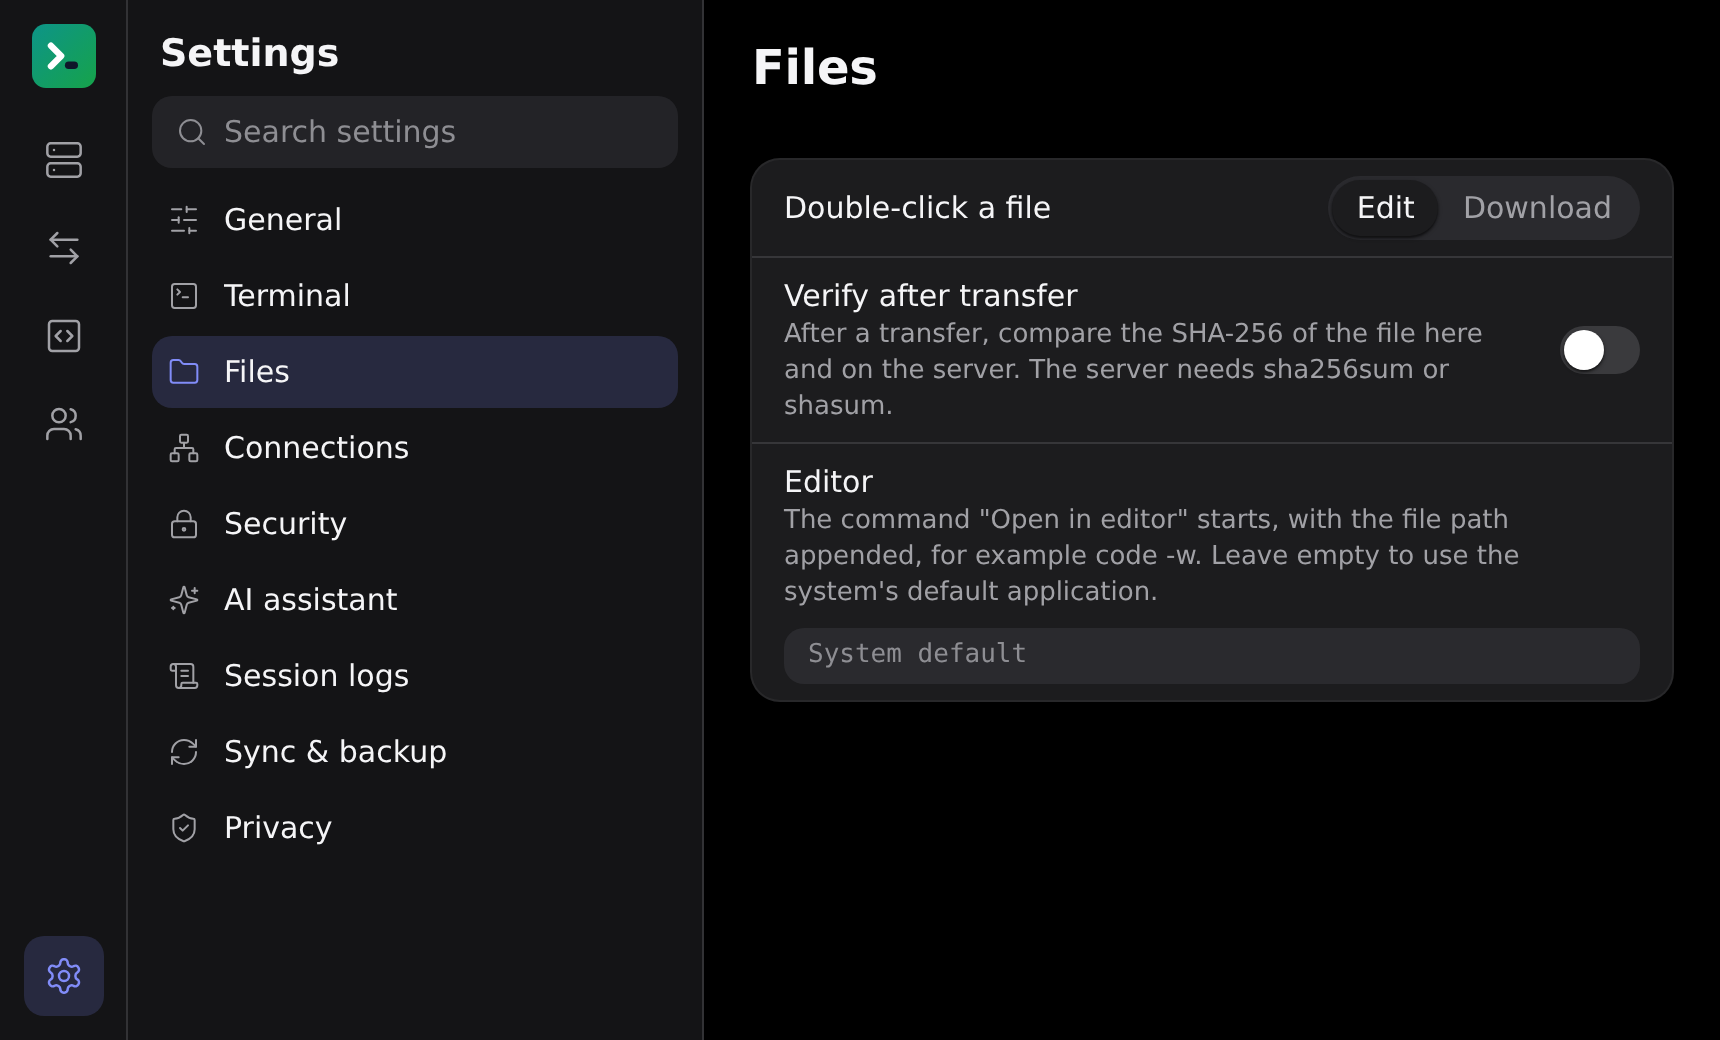 Settings
Search settings
General
Terminal
Files
Connections
Security
AI assistant
Session logs
Sync & backup
Privacy
Files
Double-click a file
Edit
Download
Verify after transfer
After a transfer, compare the SHA-256 of the file here
and on the server. The server needs sha256sum or
shasum.
Editor
The command "Open in editor" starts, with the file path
appended, for example code -w. Leave empty to use the
system's default application.
System default